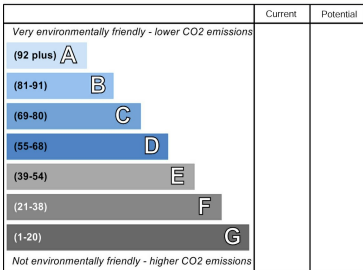 Current Potential
Very environmentally friendly - lower CO2 emissions
(92 plus) A
(81-91) B
(69-80) C
(55-68) D
(39-54) E
(21-38) F
(1-20) G
Not environmentally friendly - higher CO2 emissions